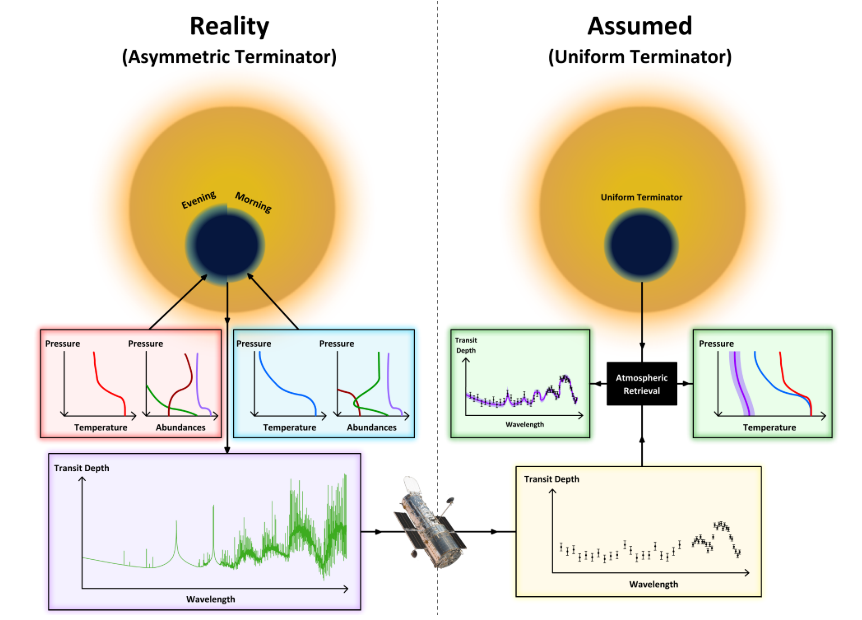 Reality
(Asymmetric Terminator)
Evening
Morning
Pressure
Temperature
Pressure
Abundances
Pressure
Temperature
Pressure
Abundances
Transit Depth
Wavelength
Assumed
(Uniform Terminator)
Uniform Terminator
Transit
Depth
Wavelength
Atmospheric
Retrieval
Pressure
Temperature
Transit Depth
Wavelength